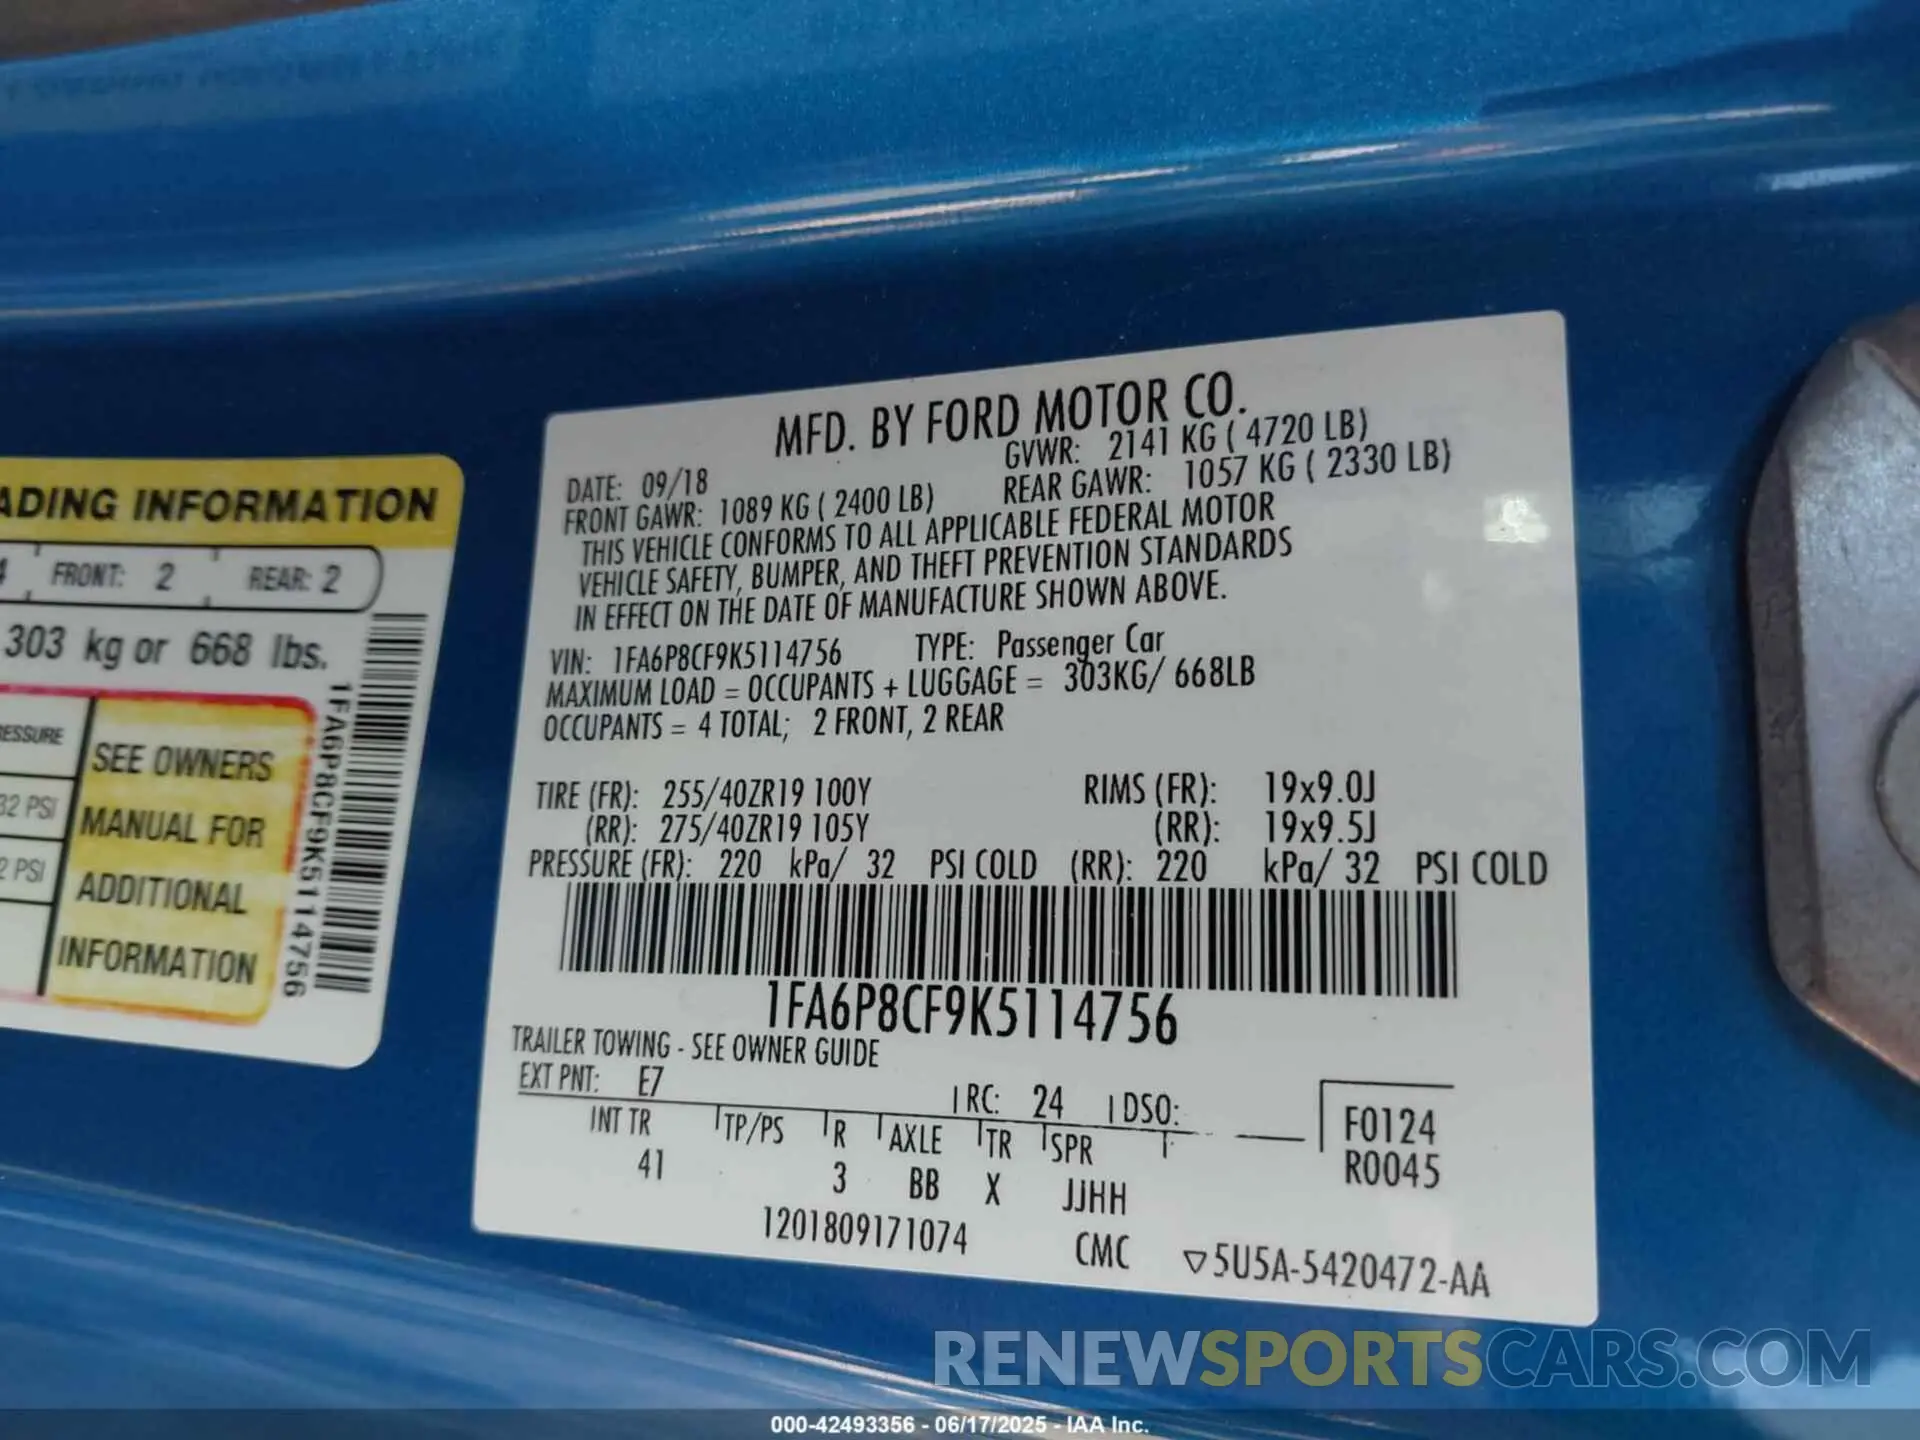 ADING INFORMATION
4 FRONT: 2 REAR: 2
303 kg or 668 lbs.
ESSURE
32 PSI
2 PSI
SEE OWNERS
MANUAL FOR
ADDITIONAL
INFORMATION
1FA6P8CF9K5114756
MFD. BY FORD MOTOR CO.
DATE: 09/18 GVWR: 2141 KG ( 4720 LB)
FRONT GAWR: 1089 KG ( 2400 LB) REAR GAWR: 1057 KG ( 2330 LB)
THIS VEHICLE CONFORMS TO ALL APPLICABLE FEDERAL MOTOR
VEHICLE SAFETY, BUMPER, AND THEFT PREVENTION STANDARDS
IN EFFECT ON THE DATE OF MANUFACTURE SHOWN ABOVE.
VIN: 1FA6P8CF9K5114756 TYPE: Passenger Car
MAXIMUM LOAD = OCCUPANTS + LUGGAGE = 303KG/ 668LB
OCCUPANTS = 4 TOTAL; 2 FRONT, 2 REAR
TIRE (FR): 255/40ZR19 100Y RIMS (FR): 19x9.0J
(RR): 275/40ZR19 105Y (RR): 19x9.5J
PRESSURE (FR): 220 kPa/ 32 PSI COLD (RR): 220 kPa/ 32 PSI COLD
1FA6P8CF9K5114756
TRAILER TOWING - SEE OWNER GUIDE
EXT PNT: E7 RC: 24 DSO:
INT TR TP/PS R AXLE TR SPR
41 3 BB X JJHH
F0124
R0045
1201809171074 CMC ▽5U5A-5420472-AA
RENEWSPORTSCARS.COM
000-42493356 - 06/17/2025 - IAA Inc.